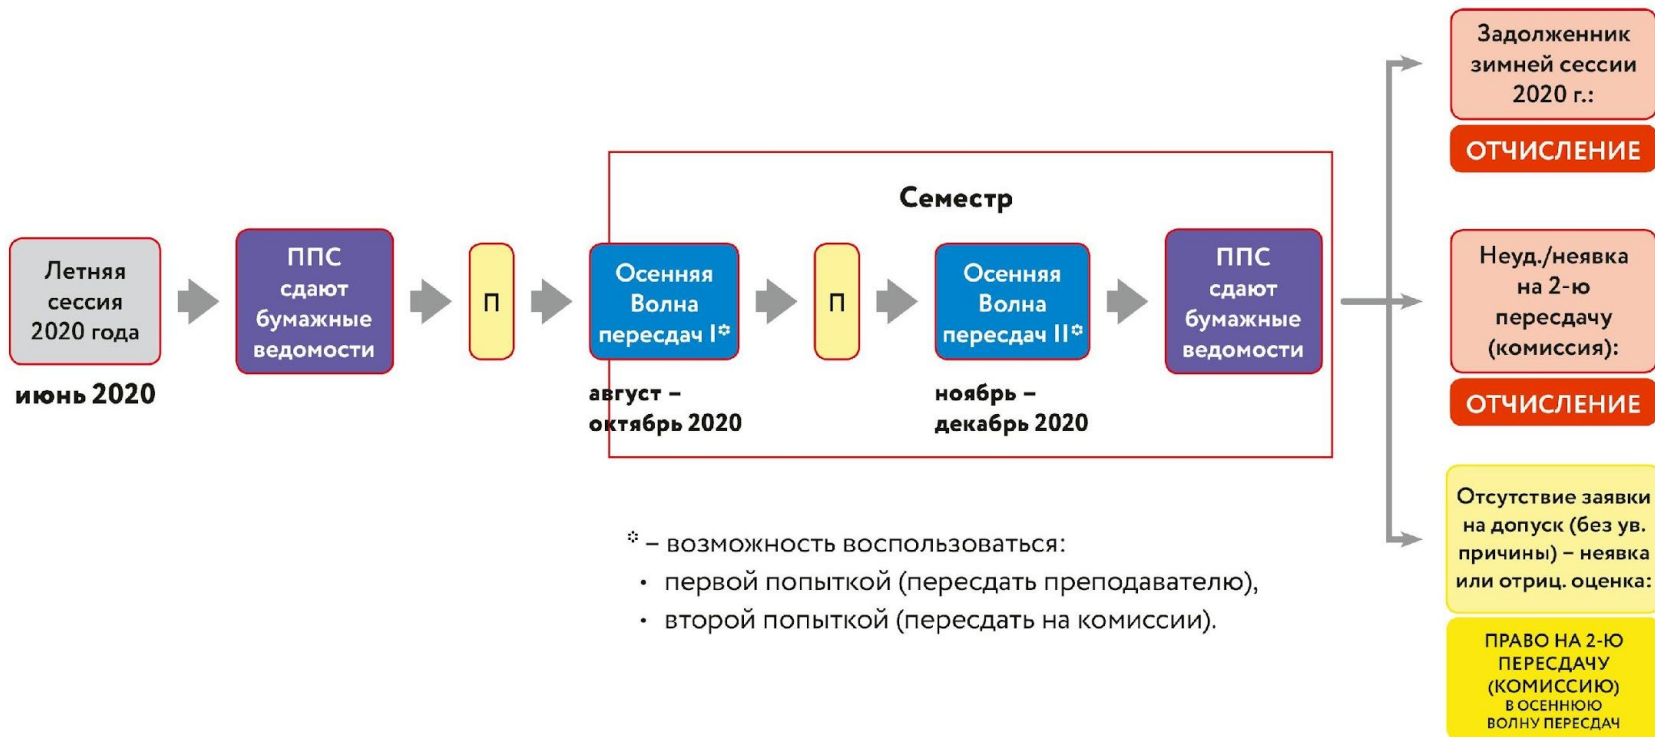 Летняя
сессия
2020 года
июнь 2020
ППС
сдают
бумажные
ведомости
П
Семестр
Осенняя
Волна
пересдач I*
август –
октябрь 2020
П
Осенняя
Волна
пересдач II*
ноябрь –
декабрь 2020
ППС
сдают
бумажные
ведомости
Задолженник
зимней сессии
2020 г.:
ОТЧИСЛЕНИЕ
Неуд./неявка
на 2-ю
пересдачу
(комиссия):
ОТЧИСЛЕНИЕ
Отсутствие заявки
на допуск (без ув.
причины) – неявка
или отриц. оценка:
ПРАВО НА 2-Ю
ПЕРЕСДАЧУ
(КОМИССИЮ)
В ОСЕННЮЮ
ВОЛНУ ПЕРЕСДАЧ
* – возможность воспользоваться:
• первой попыткой (пересдать преподавателю),
• второй попыткой (пересдать на комиссии).